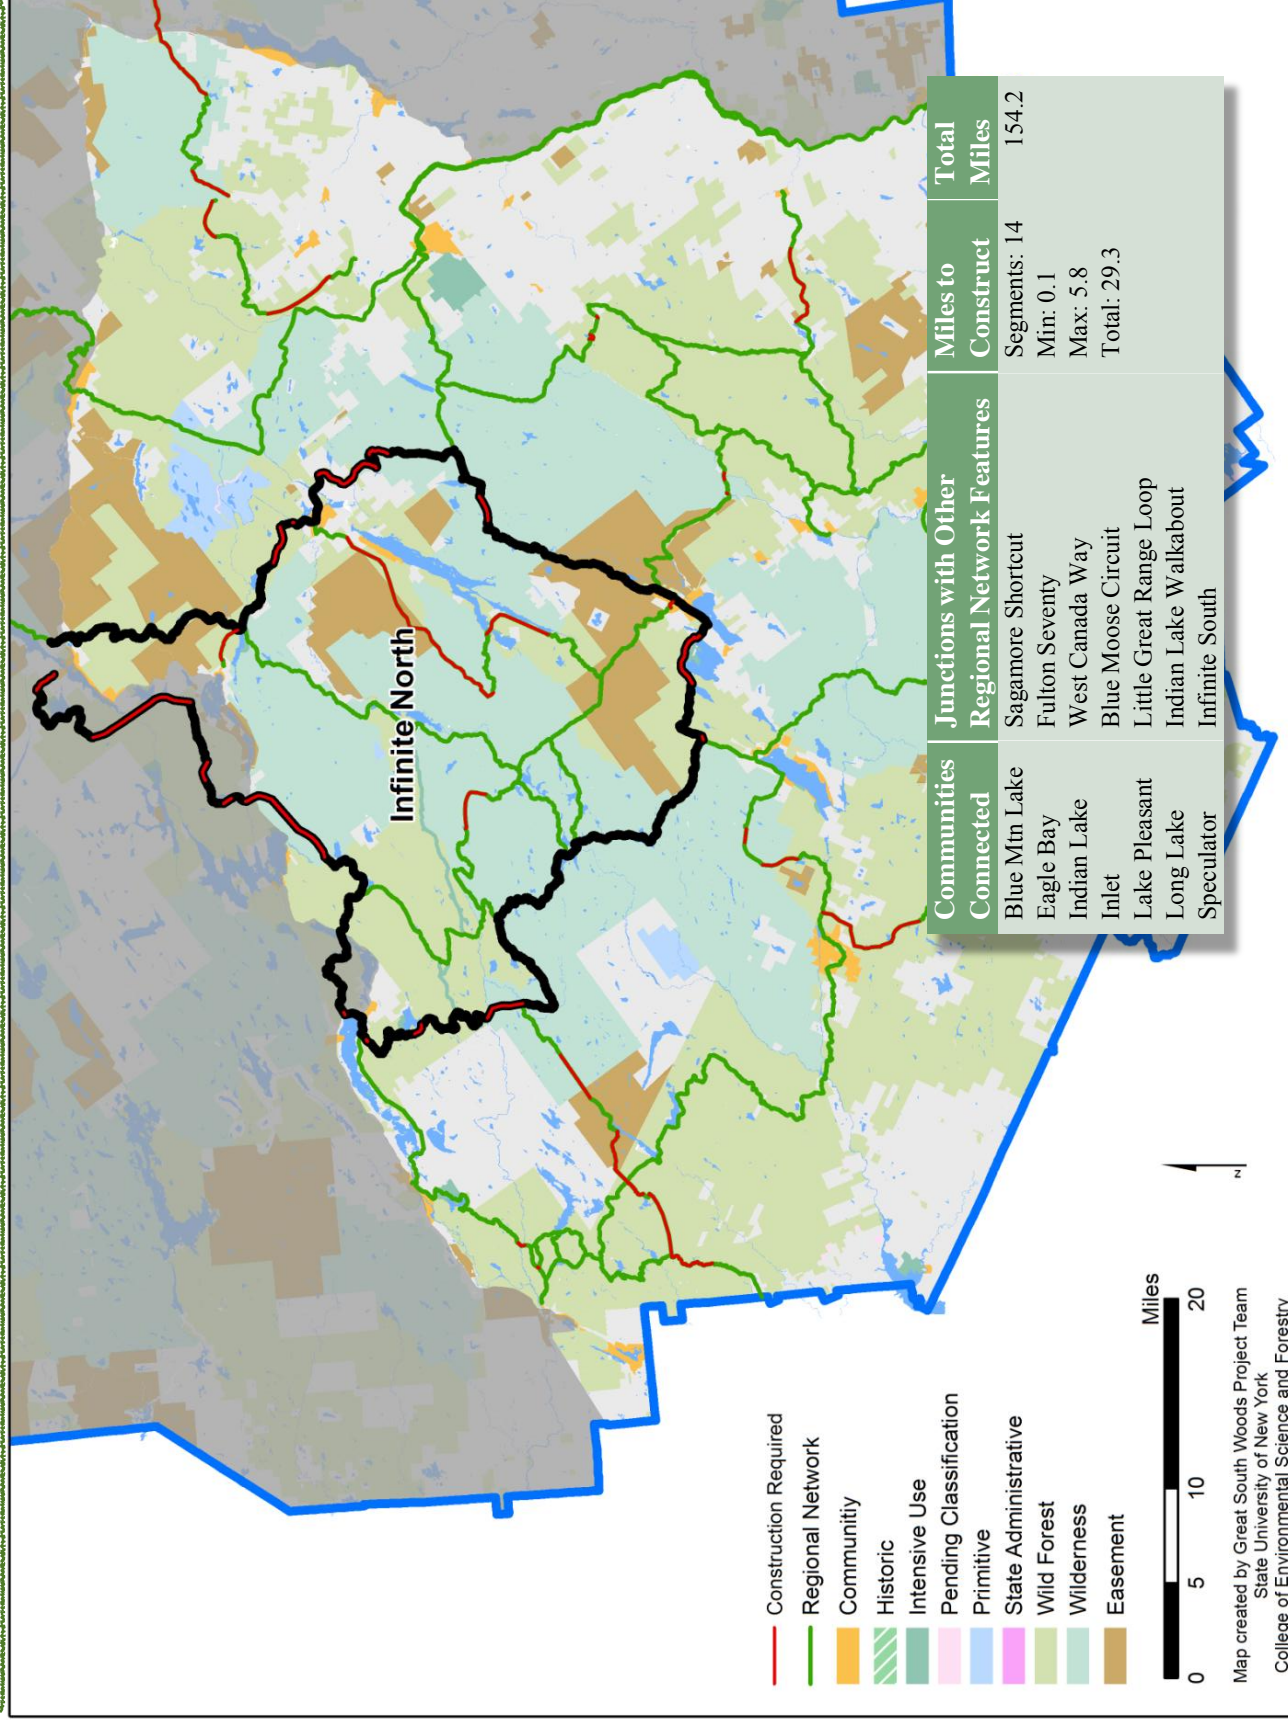 Infinite North
Communities Connected | Junctions with Other Regional Network Features | Miles to Construct | Total Miles
Blue Mtn Lake | Sagamore Shortcut | Segments: 14 | 154.2
Eagle Bay | Fulton Seventy | Min: 0.1
Indian Lake | West Canada Way | Max: 5.8
Inlet | Blue Moose Circuit | Total: 29.3
Lake Pleasant | Little Great Range Loop
Long Lake | Indian Lake Walkabout
Speculator | Infinite South
Construction Required
Regional Network
Communitiy
Historic
Intensive Use
Pending Classification
Primitive
State Administrative
Wild Forest
Wilderness
Easement
Miles
0 5 10 20
N
Map created by Great South Woods Project Team
State University of New York
College of Environmental Science and Forestry